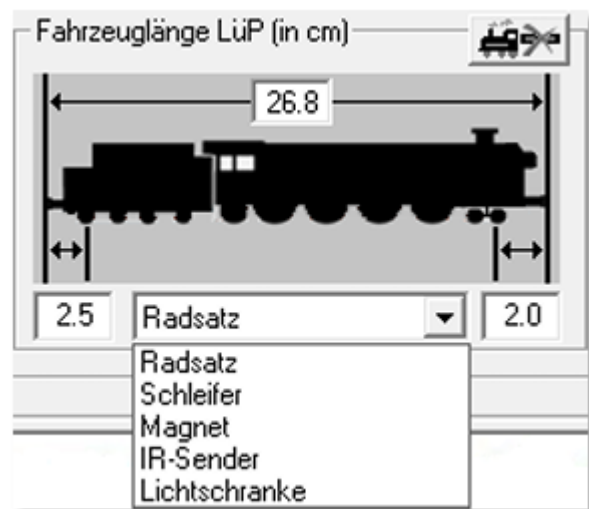 Fahrzeuglänge LüP (in cm)
26.8
2.5 Radsatz 2.0
Radsatz
Schleifer
Magnet
IR-Sender
Lichtschranke